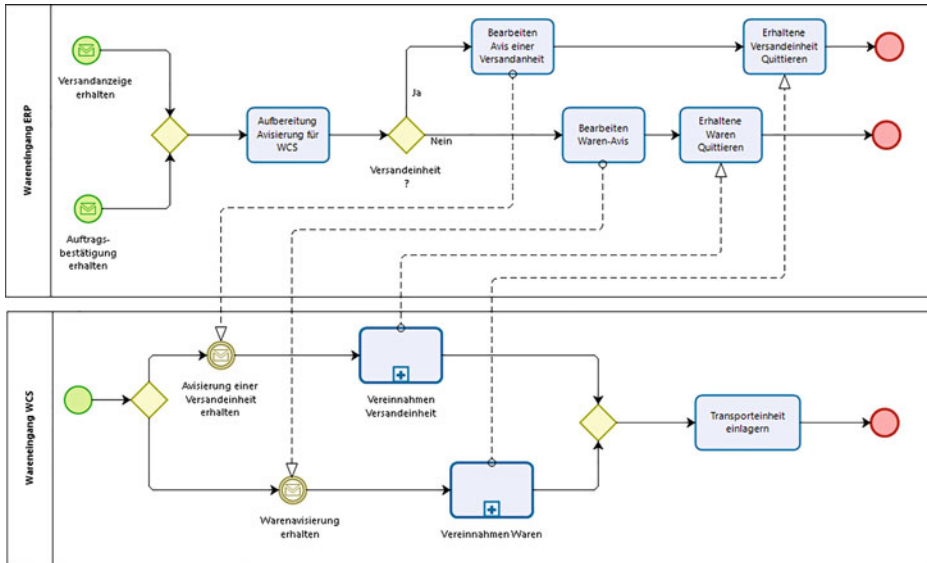 Wareneingang ERP
Versandanzeige
erhalten
Auftrags-
bestätigung
erhalten
Aufbereitung
Avisierung für
WCS
Versandeinheit
?
Ja
Nein
Bearbeiten
Avis einer
Versandanheit
Bearbeiten
Waren-Avis
Erhaltene
Versandeinheit
Quittieren
Erhaltene
Waren
Quittieren
Wareneingang WCS
Avisierung einer
Versandeinheit
erhalten
Warenavisierung
erhalten
Vereinnahmen
Versandeinheit
Vereinnahmen Waren
Transporteinheit
einlagern